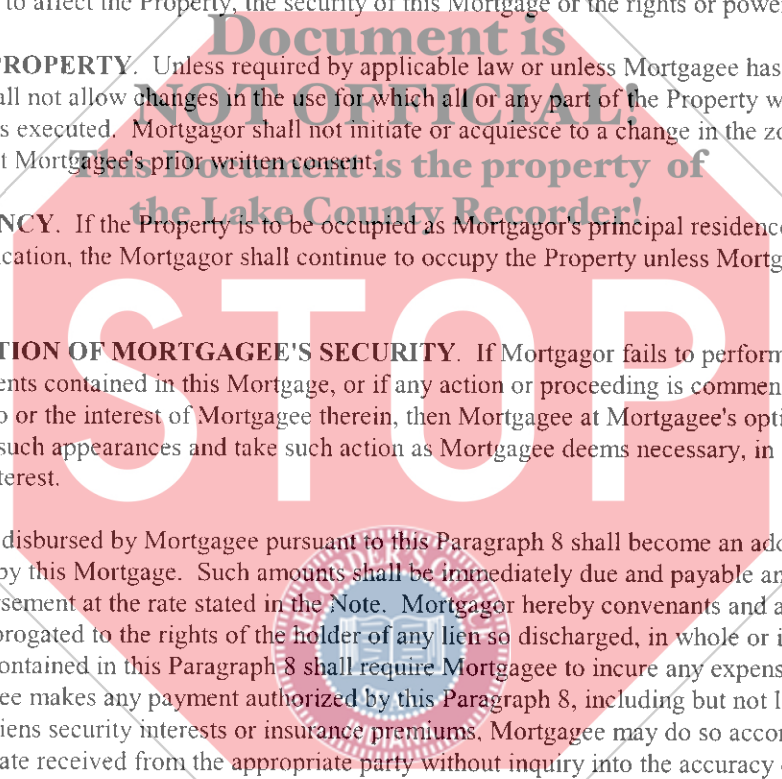 to affect the Property, the security of this Mortgage or the rights or powe
Document is
PROPERTY. Unless required by applicable law or unless Mortgagee has
all not allow changes in the use for which all or any part of the Property w
NOT OFFICIAL!
s executed. Mortgagor shall not initiate or acquiesce to a change in the zo
t Mortgagee's prior written consent.
This Document is the property of
the Lake County Recorder!
NCY. If the Property is to be occupied as Mortgagor's principal residence
ication, the Mortgagor shall continue to occupy the Property unless Mortg
STOP
TION OF MORTGAGEE'S SECURITY. If Mortgagor fails to perform
ents contained in this Mortgage, or if any action or proceeding is commen
o or the interest of Mortgagee therein, then Mortgagee at Mortgagee's opti
such appearances and take such action as Mortgagee deems necessary, in
terest.
disbursed by Mortgagee pursuant to this Paragraph 8 shall become an add
by this Mortgage. Such amounts shall be immediately due and payable an
rsement at the rate stated in the Note. Mortgagor hereby convenants and a
brogated to the rights of the holder of any lien so discharged, in whole or i
ontained in this Paragraph 8 shall require Mortgagee to incure any expens
ee makes any payment authorized by this Paragraph 8, including but not l
iens security interests or insurance premiums, Mortgagee may do so accor
ate received from the appropriate party without inquiry into the accuracy
RECORDER'S OFFICE